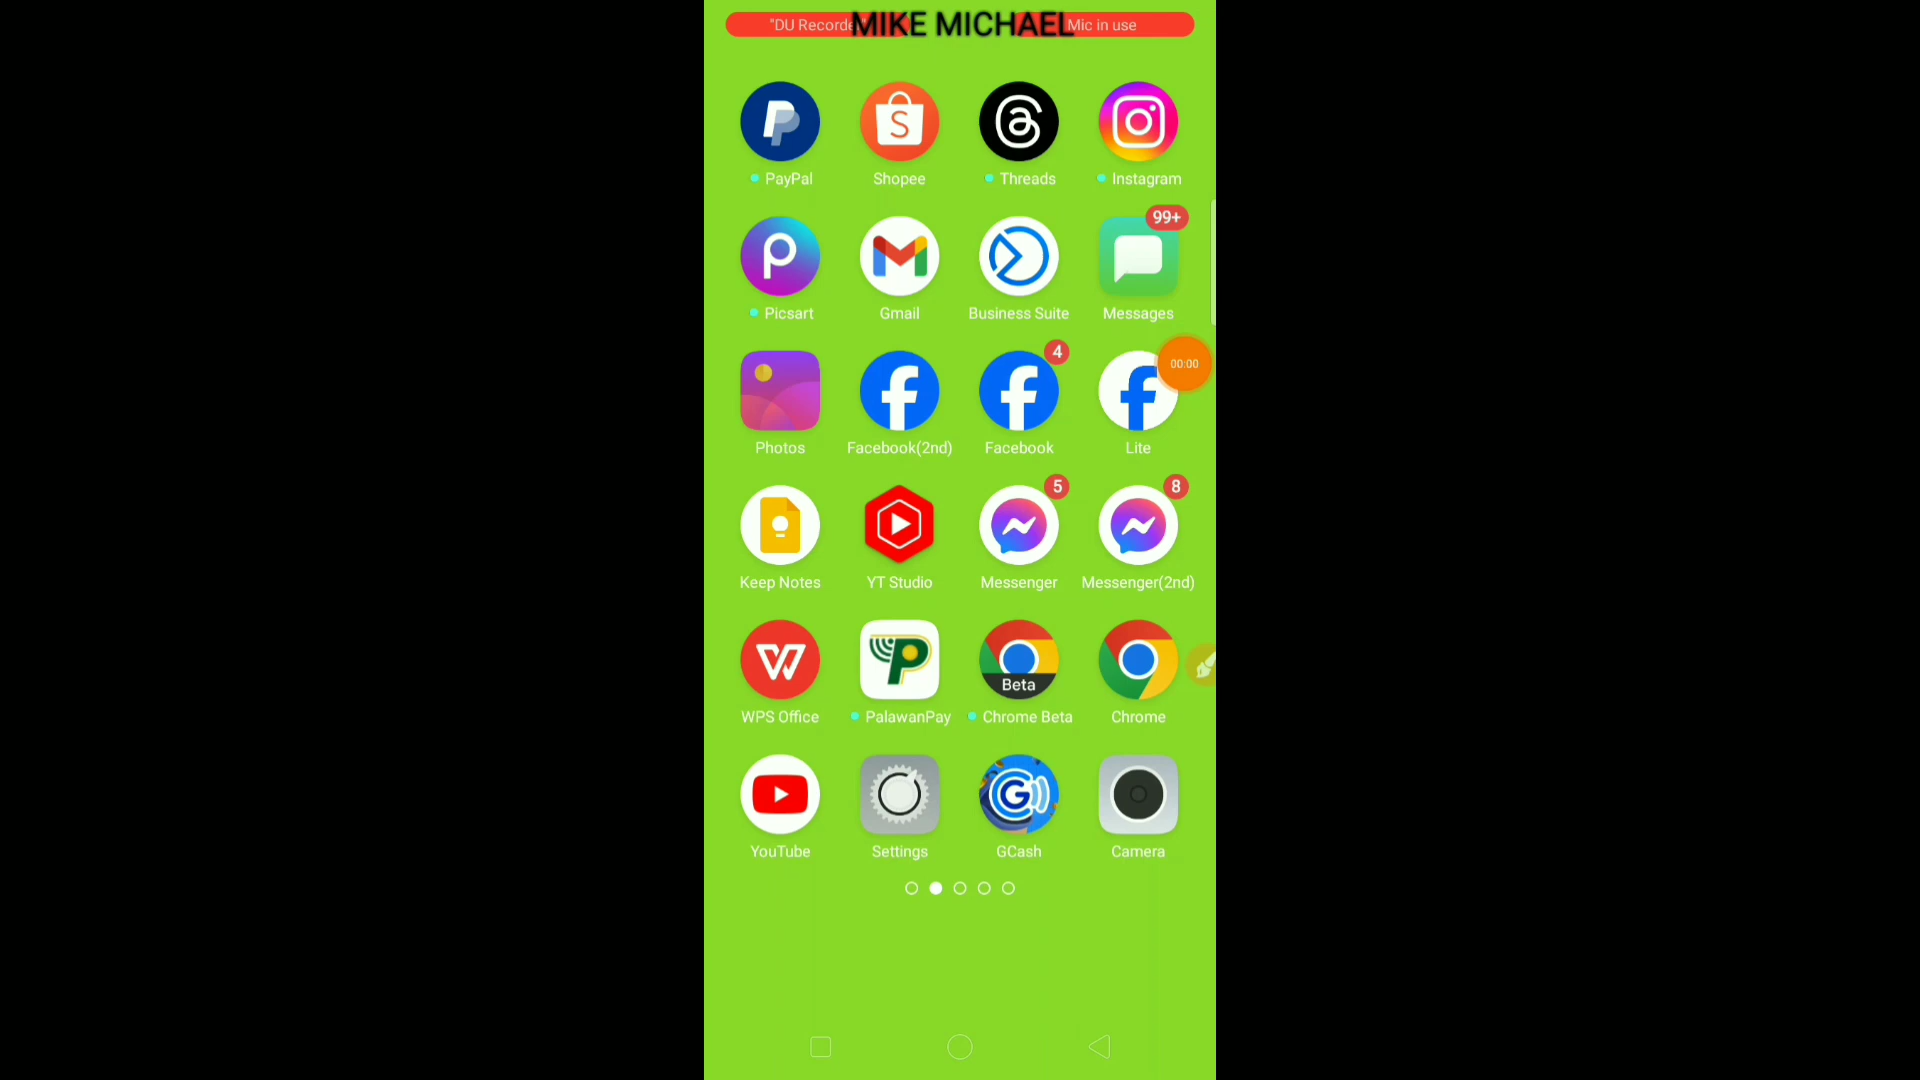 "DU Recorde MIKE MICHAEL Mic in use
PayPal Shopee Threads Instagram
99+
Picsart Gmail Business Suite Messages
4
00:00
Photos Facebook(2nd) Facebook Lite
5 8
Keep Notes YT Studio Messenger Messenger(2nd)
Beta
WPS Office PalawanPay Chrome Beta Chrome
YouTube Settings GCash Camera